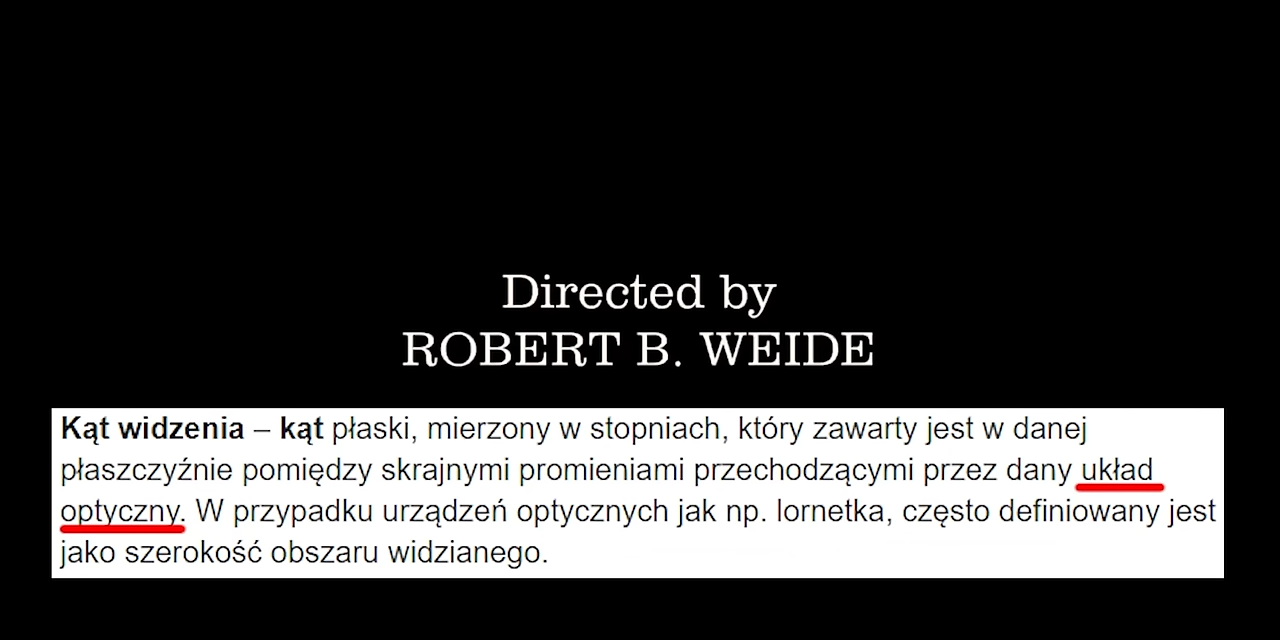 Directed by
ROBERT B. WEIDE
Kąt widzenia – kąt płaski, mierzony w stopniach, który zawarty jest w danej
płaszczyźnie pomiędzy skrajnymi promieniami przechodzącymi przez dany układ
optyczny. W przypadku urządzeń optycznych jak np. lornetka, często definiowany jest
jako szerokość obszaru widzianego.